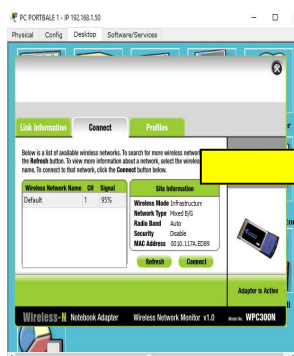 PC PORTBALE 1 - IP 192.168.1.50
Physical Config Desktop Software/Services
Link Information Connect Profiles
Below is a list of available wireless networks. To search for more wireless
the Refresh button. To view more information about a network, select the wireless
name. To connect to that network, click the Connect button below.
Wireless Network Name CH Signal
Default 1 95%
Site Information
Wireless Mode Infrastructure
Network Type Mixed B/G
Radio Band Auto
Security Disable
MAC Address 0010.117A.ED89
Refresh Connect
Adapter is Active
Wireless-N Notebook Adapter Wireless Network Monitor v1.0 Model No. WPC300N